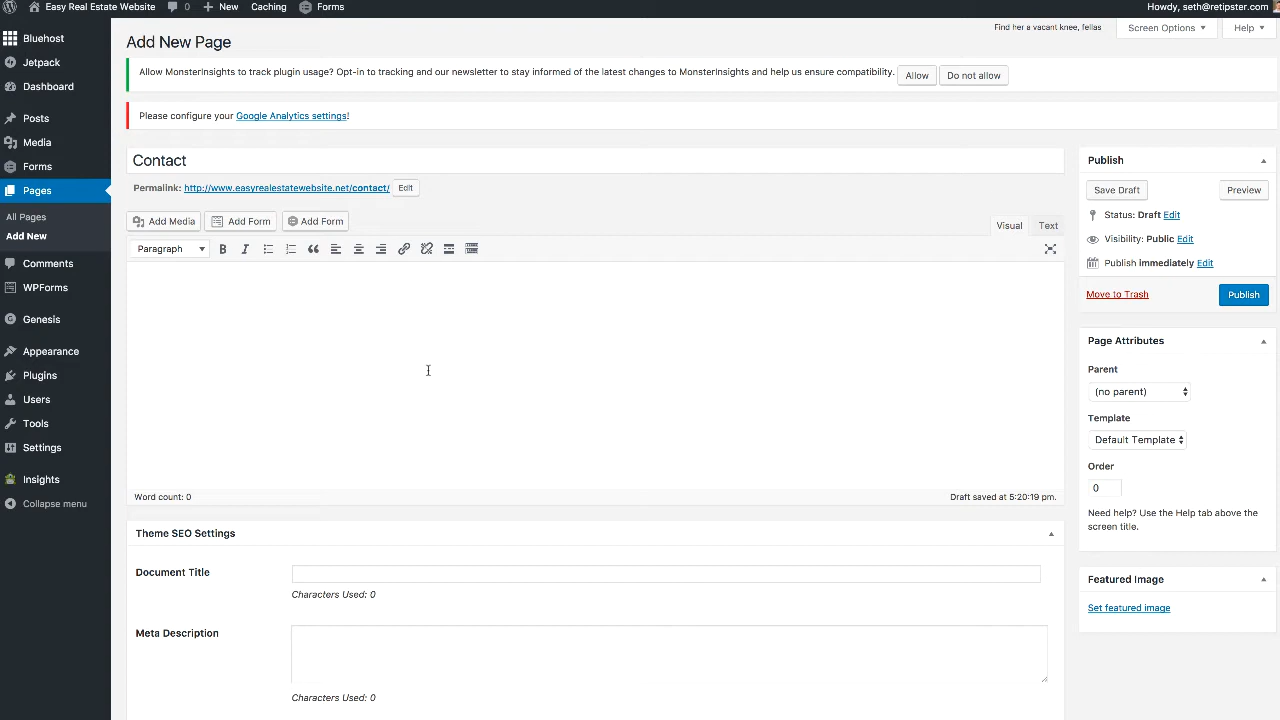 Easy Real Estate Website 0 New Caching Forms Howdy, seth@retipster.com
Bluehost
Jetpack
Dashboard
Posts
Media
Forms
Pages
All Pages
Add New
Comments
WPForms
Genesis
Appearance
Plugins
Users
Tools
Settings
Insights
Collapse menu
Find her a vacant knee, fellas Screen Options Help
Add New Page
Allow MonsterInsights to track plugin usage? Opt-in to tracking and our newsletter to stay informed of the latest changes to MonsterInsights and help us ensure compatibility. Allow Do not allow
Please configure your Google Analytics settings!
Contact
Permalink: http://www.easyrealestatewebsite.net/contact/ Edit
Add Media Add Form Add Form Visual Text
Paragraph B I
Word count: 0 Draft saved at 5:20:19 pm.
Theme SEO Settings
Document Title
Characters Used: 0
Meta Description
Characters Used: 0
Publish
Save Draft Preview
Status: Draft Edit
Visibility: Public Edit
Publish immediately Edit
Move to Trash Publish
Page Attributes
Parent
(no parent)
Template
Default Template
Order
0
Need help? Use the Help tab above the
screen title.
Featured Image
Set featured image